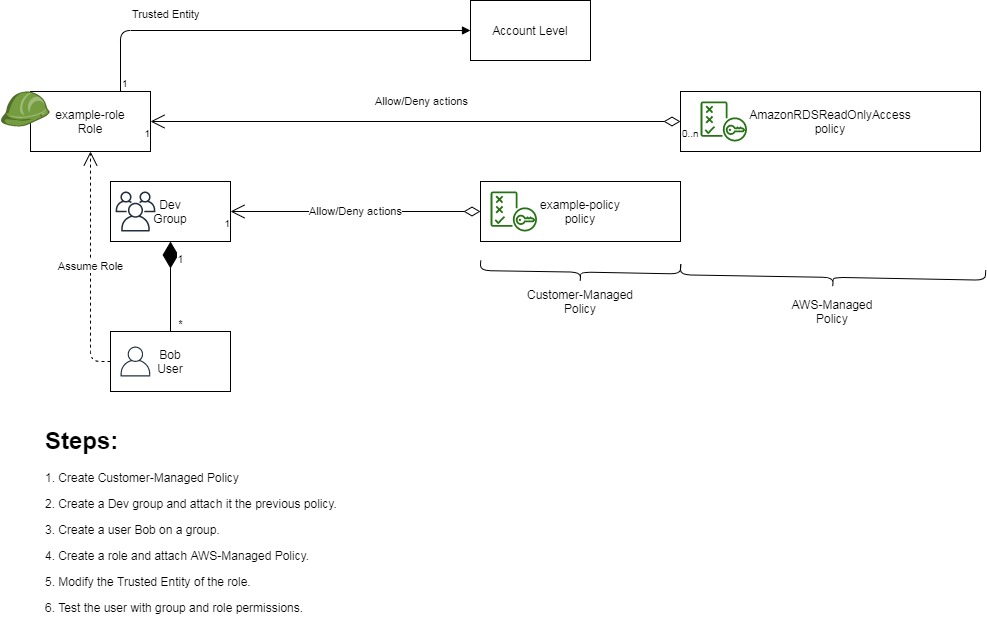 Trusted Entity
Account Level
1
example-role
Role
1
Allow/Deny actions
0..n
AmazonRDSReadOnlyAccess
policy
Dev
Group
1
Allow/Deny actions
example-policy
policy
1
Assume Role
Customer-Managed
Policy
AWS-Managed
Policy
*
Bob
User
Steps:
1. Create Customer-Managed Policy
2. Create a Dev group and attach it the previous policy.
3. Create a user Bob on a group.
4. Create a role and attach AWS-Managed Policy.
5. Modify the Trusted Entity of the role.
6. Test the user with group and role permissions.